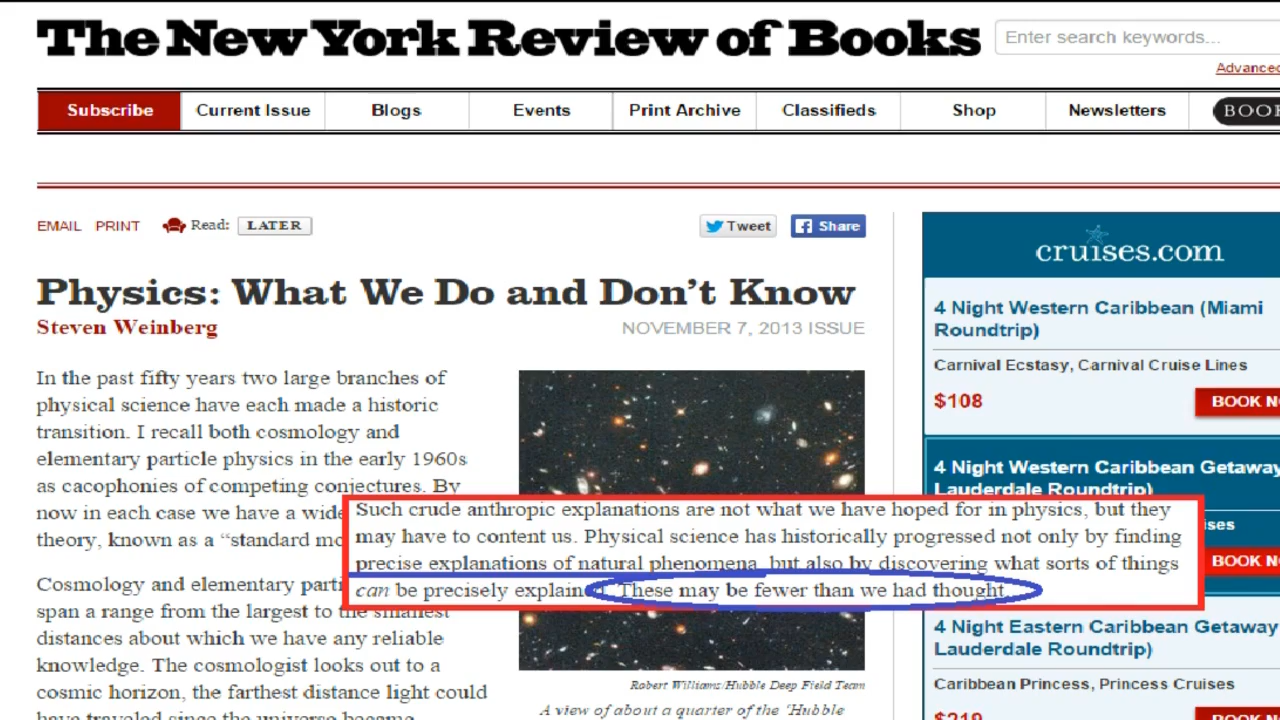 The New York Review of Books
Enter search keywords...
Advanced
Subscribe
Current Issue
Blogs
Events
Print Archive
Classifieds
Shop
Newsletters
EMAIL PRINT
Read: LATER
Tweet
Share
Physics: What We Do and Don't Know
Steven Weinberg
NOVEMBER 7, 2013 ISSUE
In the past fifty years two large branches of
physical science have each made a historic
transition. I recall both cosmology and
elementary particle physics in the early 1960s
as cacophonies of competing conjectures. By
now in each case we have a wide
theory, known as a “standard mo
Cosmology and elementary parti
span a range from the largest to the smallest
distances about which we have any reliable
knowledge. The cosmologist looks out to a
cosmic horizon, the farthest distance light could
have traveled since the universe became
Such crude anthropic explanations are not what we have hoped for in physics, but they
may have to content us. Physical science has historically progressed not only by finding
precise explanations of natural phenomena, but also by discovering what sorts of things
can be precisely explained. These may be fewer than we had thought.
Robert Williams/Hubble Deep Field Team
A view of about a quarter of the 'Hubble
cruises.com
4 Night Western Caribbean (Miami
Roundtrip)
Carnival Ecstasy, Carnival Cruise Lines
$108
BOOK N
4 Night Western Caribbean Getaway
Lauderdale Roundtrip)
ises
BOOK N
4 Night Eastern Caribbean Getaway
Lauderdale Roundtrip)
Caribbean Princess, Princess Cruises
$219
BOOK N